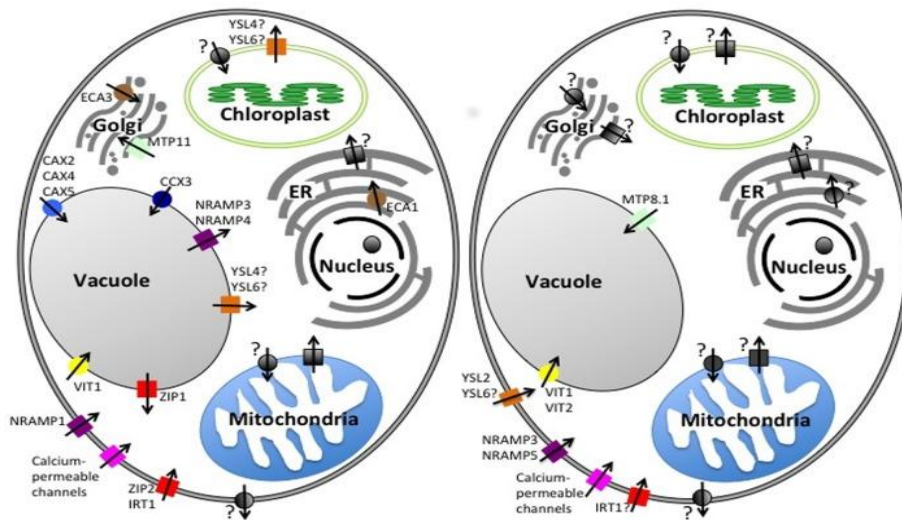 YSL4?
YSL6?
?
Chloroplast
ECA3
Golgi
MTP11
?
ER
ECA1
Nucleus
CAX2
CAX4
CAX5
CCX3
NRAMP3
NRAMP4
Vacuole
YSL4?
YSL6?
VIT1
ZIP1
?
?
Mitochondria
NRAMP1
Calcium-
permeable
channels
ZIP2
IRT1
?
?
?
Chloroplast
?
Golgi
?
?
ER
?
Nucleus
MTP8.1
Vacuole
YSL2
YSL6?
VIT1
VIT2
?
?
Mitochondria
NRAMP3
NRAMP5
Calcium-
permeable
channels
IRT1?
?